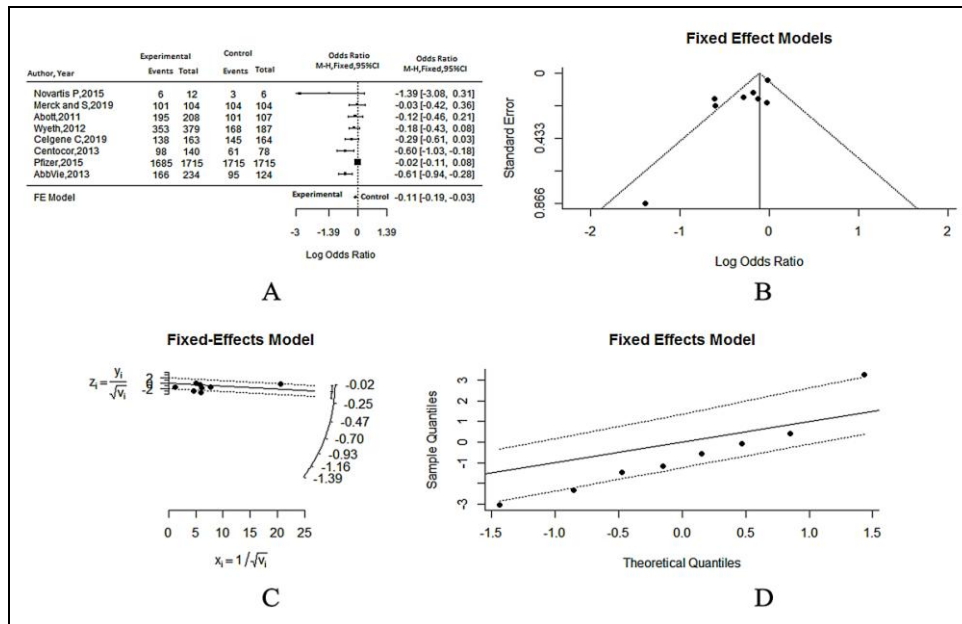 Experimental Control Odds Ratio Odds Ratio
Author, Year Events Total Events Total M-H,Fixed,95%CI M-H,Fixed,95%CI
Novartis P,2015 6 12 3 6 -1.39 [-3.08, 0.31]
Merck and S,2019 101 104 104 104 -0.03 [-0.42, 0.36]
Abott,2011 195 208 101 107 -0.12 [-0.46, 0.21]
Wyeth,2012 353 379 168 187 -0.18 [-0.43, 0.08]
Celgene C,2019 138 163 145 164 -0.29 [-0.61, 0.03]
Centocor,2013 98 140 61 78 -0.60 [-1.03, -0.18]
Pfizer,2015 1685 1715 1715 1715 -0.02 [-0.11, 0.08]
AbbVie,2013 166 234 95 124 -0.61 [-0.94, -0.28]
FE Model Experimental Control -0.11 [-0.19, -0.03]
-3 -1.39 0 1.39
Log Odds Ratio
A
Fixed Effect Models
Standard Error
0
0.433
0.866
-2 -1 0 1 2
Log Odds Ratio
B
Fixed-Effects Model
zᵢ = yᵢ/√vᵢ
2
0
-2
-0.02
-0.25
-0.47
-0.70
-0.93
-1.16
-1.39
0 5 10 15 20 25
xᵢ = 1/√vᵢ
C
Fixed Effects Model
Sample Quantiles
3
2
1
0
-1
-3
-1.5 -1.0 -0.5 0.0 0.5 1.0 1.5
Theoretical Quantiles
D